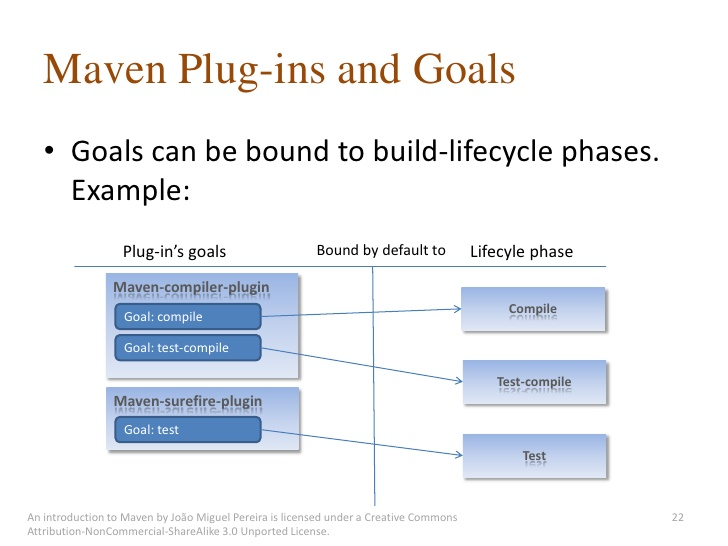 Maven Plug-ins and Goals
• Goals can be bound to build-lifecycle phases.
Example:
Plug-in’s goals
Bound by default to
Lifecyle phase
Maven-compiler-plugin
Goal: compile
Goal: test-compile
Maven-surefire-plugin
Goal: test
Compile
Test-compile
Test
An introduction to Maven by João Miguel Pereira is licensed under a Creative Commons
Attribution-NonCommercial-ShareAlike 3.0 Unported License.
22